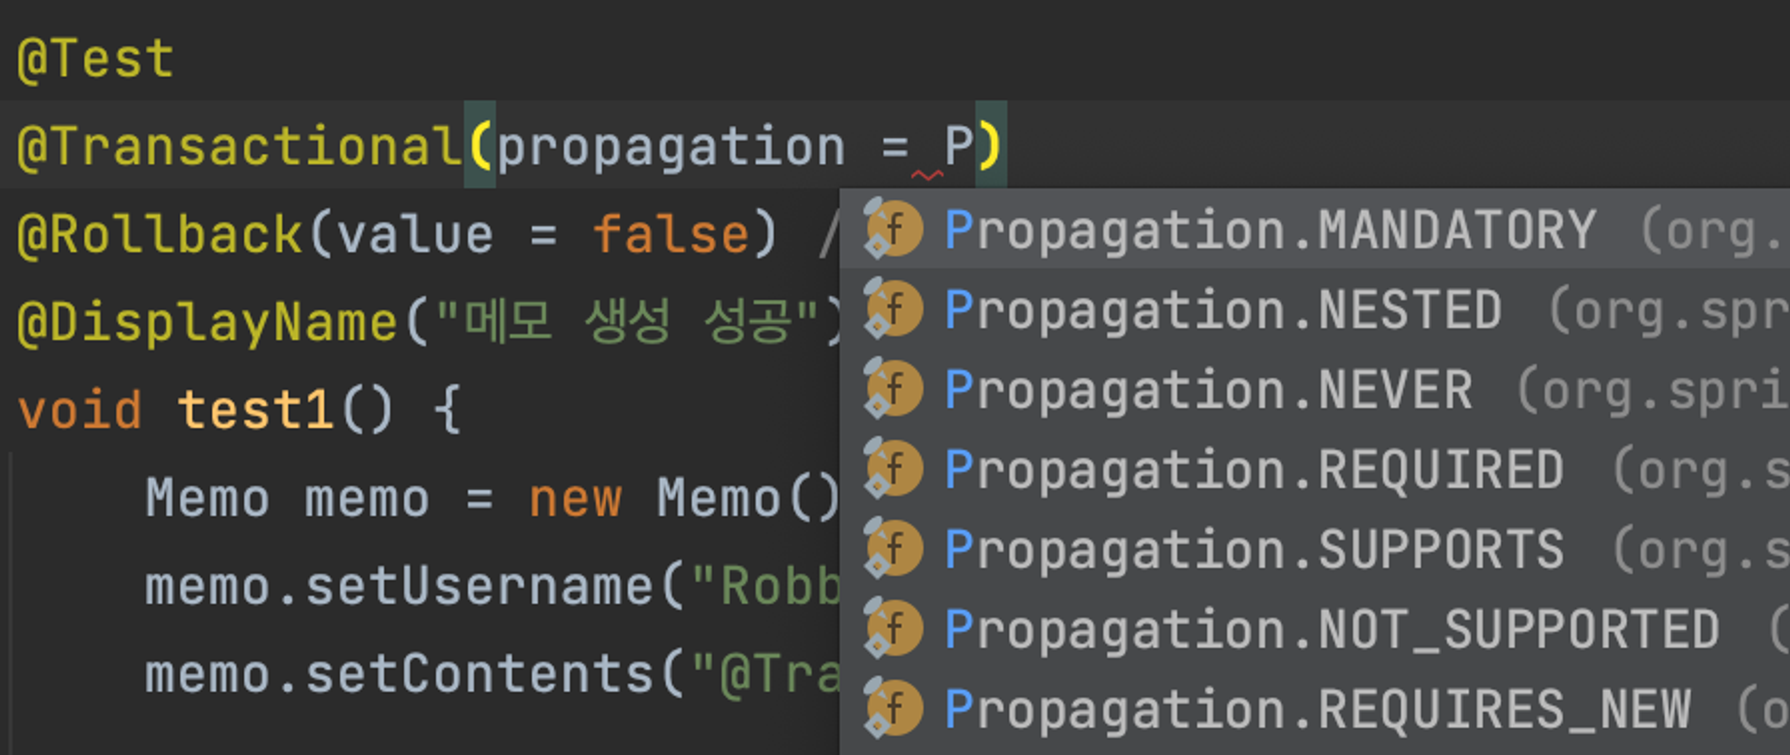 @Test
@Transactional(propagation = P)
@Rollback(value = false) /
@DisplayName("메모 생성 성공")
void test1() {
Memo memo = new Memo()
memo.setUsername("Robb
memo.setContents("@Tra
f Propagation.MANDATORY (org.
f Propagation.NESTED (org.spr
f Propagation.NEVER (org.spri
f Propagation.REQUIRED (org.s
f Propagation.SUPPORTS (org.s
f Propagation.NOT_SUPPORTED (
f Propagation.REQUIRES_NEW (o